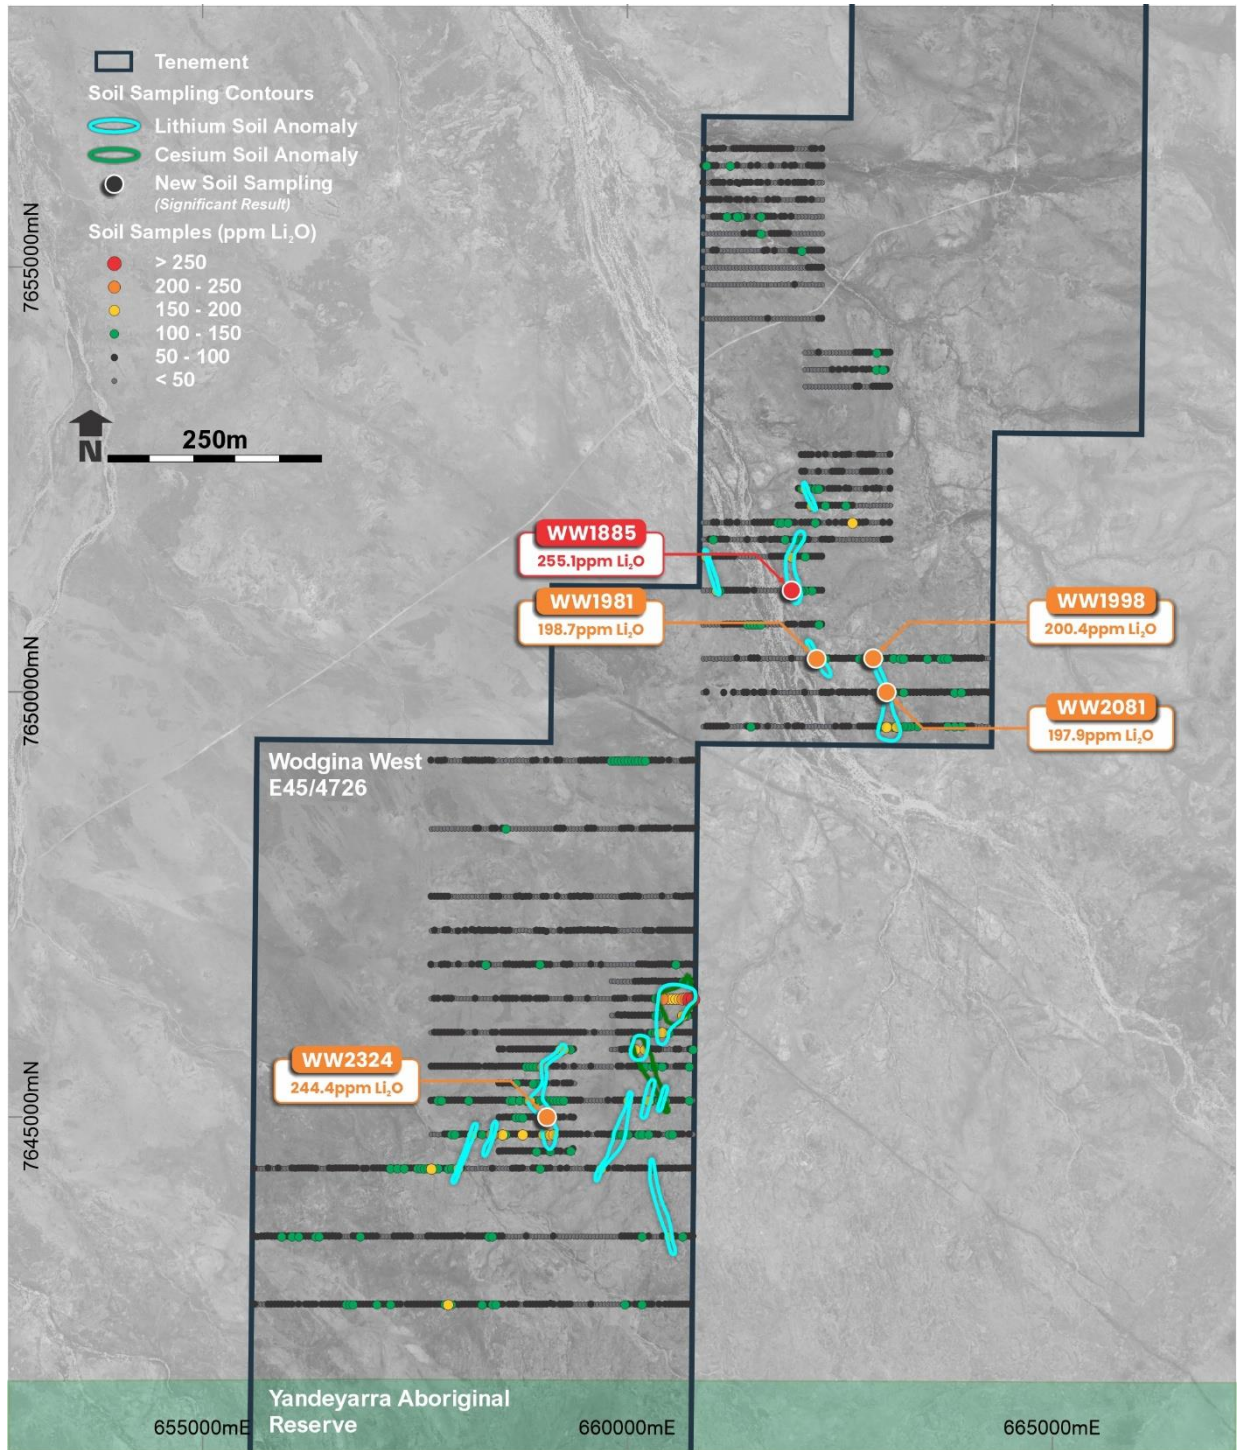 Tenement
Soil Sampling Contours
Lithium Soil Anomaly
Cesium Soil Anomaly
New Soil Sampling
(Significant Result)
Soil Samples (ppm Li₂O)
> 250
200 - 250
150 - 200
100 - 150
50 - 100
< 50
N
250m
7655000mN
7650000mN
7645000mN
WW1885
255.1ppm Li₂O
WW1981
198.7ppm Li₂O
WW1998
200.4ppm Li₂O
WW2081
197.9ppm Li₂O
Wodgina West
E45/4726
WW2324
244.4ppm Li₂O
Yandeyarra Aboriginal
Reserve
655000mE
660000mE
665000mE